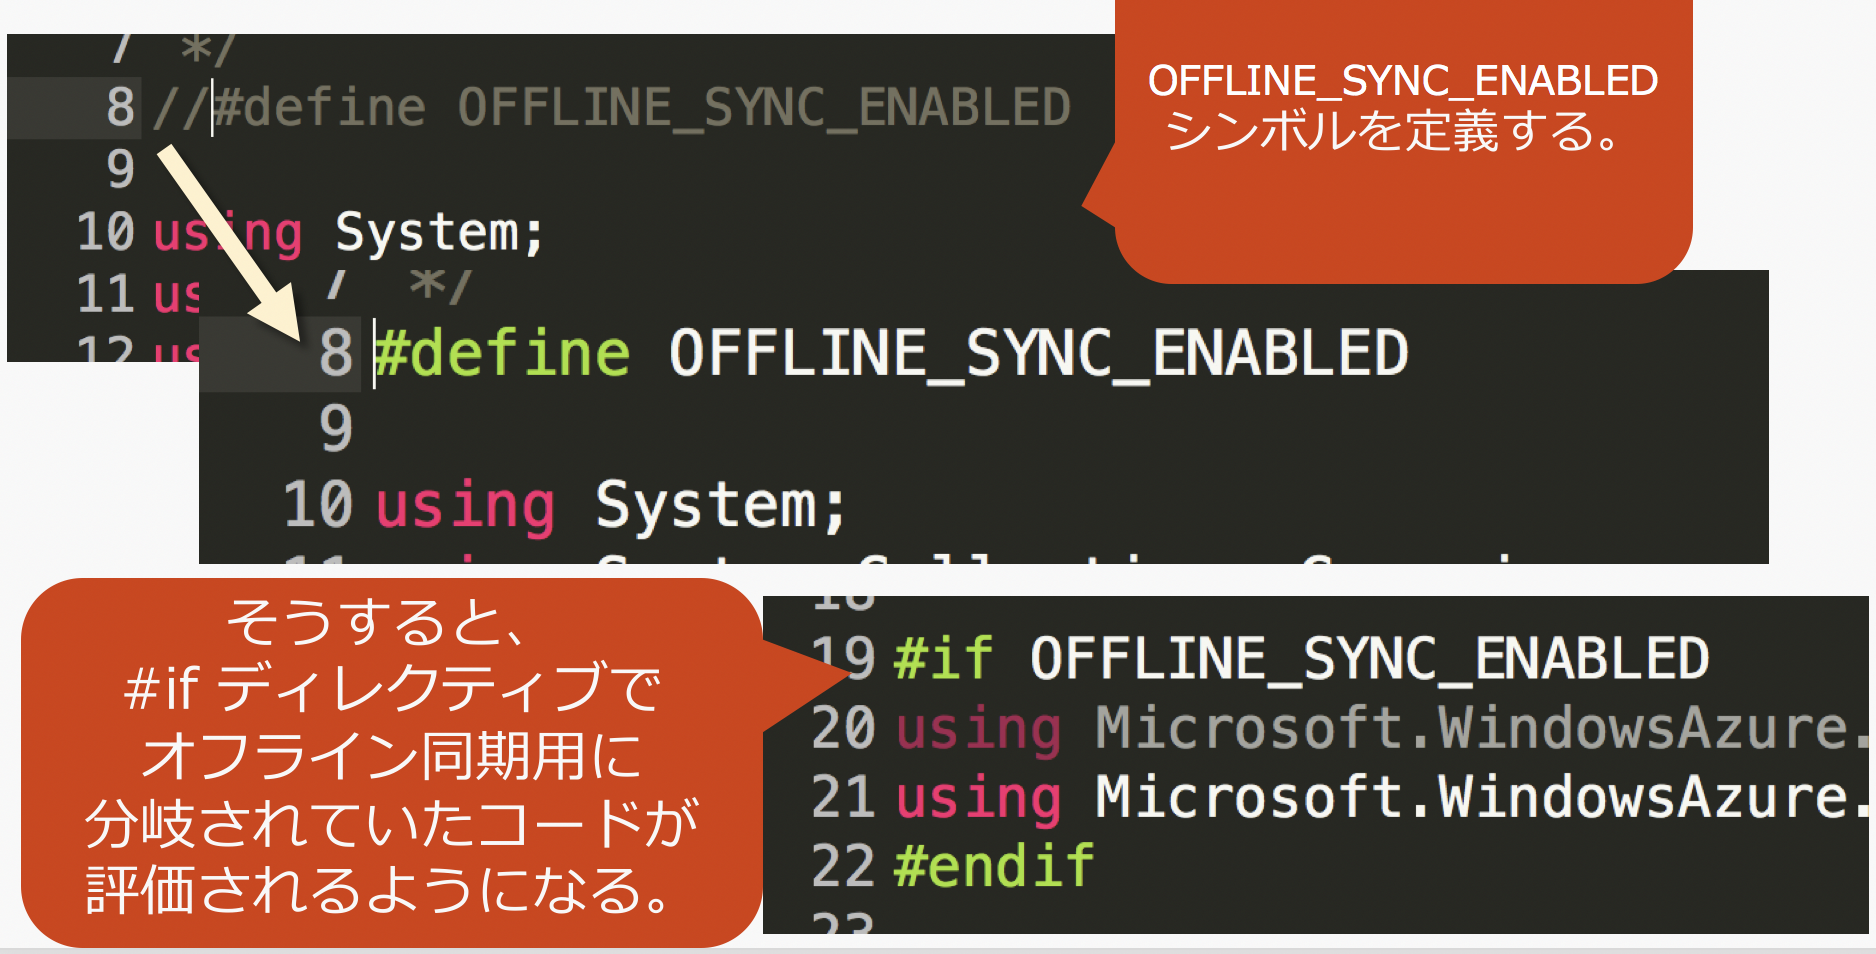 7 */
8 //#define OFFLINE_SYNC_ENABLED
9
10 using System;
11 us
12 us
OFFLINE_SYNC_ENABLED
シンボルを定義する。
7 */
8 #define OFFLINE_SYNC_ENABLED
9
10 using System;
そうすると、
#if ディレクティブで
オフライン同期用に
分岐されていたコードが
評価されるようになる。
19 #if OFFLINE_SYNC_ENABLED
20 using Microsoft.WindowsAzure.
21 using Microsoft.WindowsAzure.
22 #endif
23